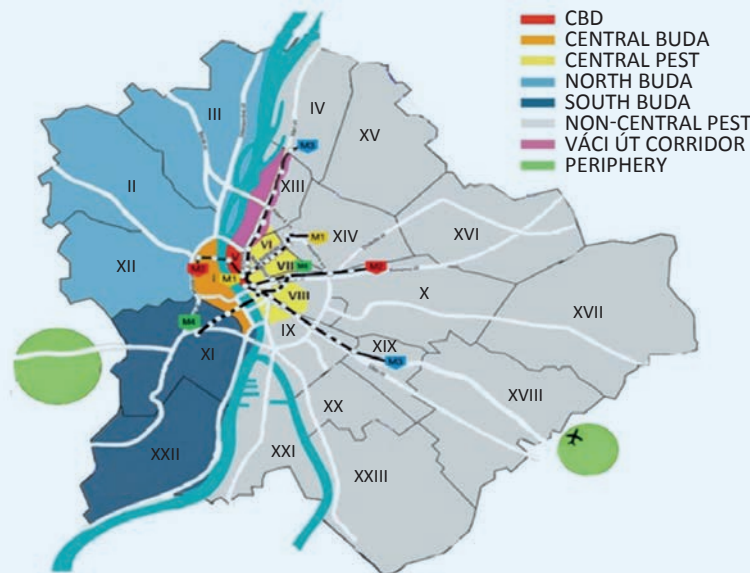 CBD
CENTRAL BUDA
CENTRAL PEST
NORTH BUDA
SOUTH BUDA
NON-CENTRAL PEST
VÁCI ÚT CORRIDOR
PERIPHERY
III
IV
XV
M3
II
XIII
XIV
XVI
VI
M1
XII
V
VII
M4
M2
M2
I
M1
VIII
X
XVII
M4
IX
XI
XIX
M3
XVIII
XX
XXII
XXI
XXIII